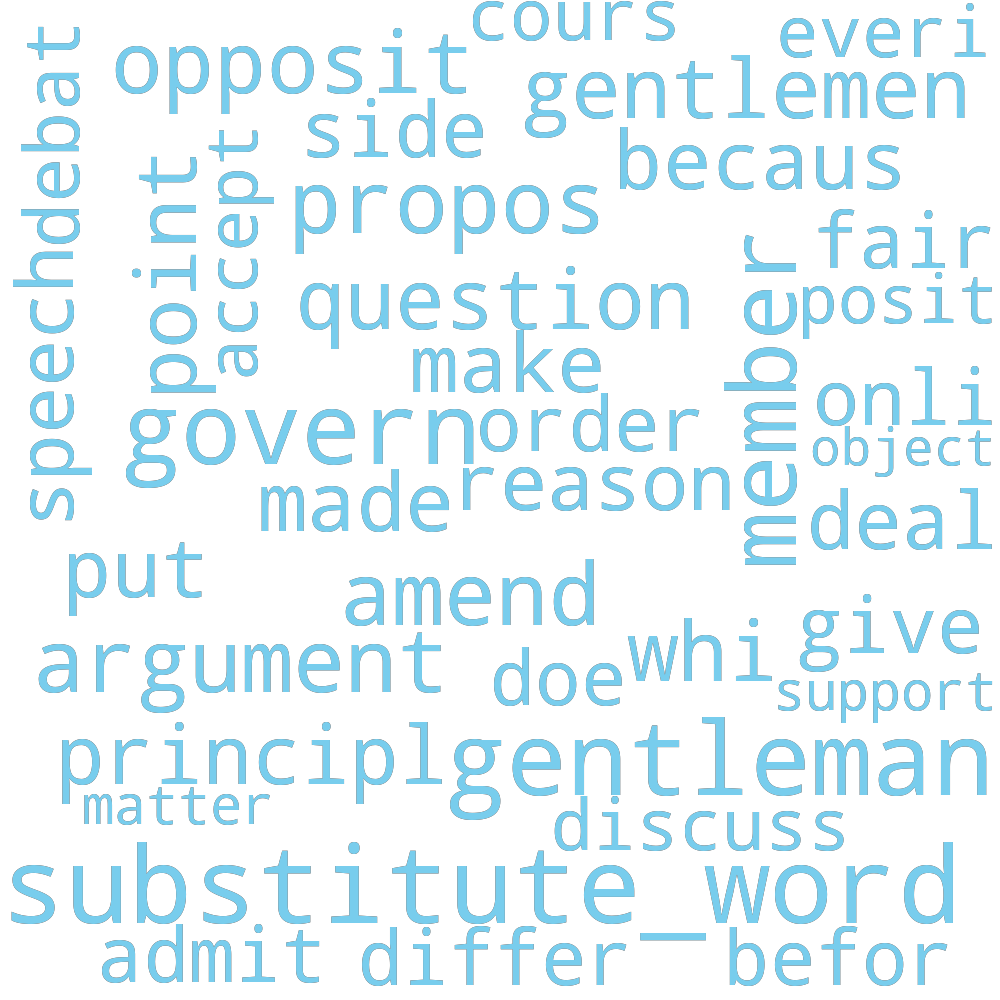 cours
everi
opposit
gentlemen
side
becaus
speechdebat
point
accept
propos
fair
question
posit
member
make
onli
govern
order
object
reason
made
deal
put
amend
give
argument
whi
doe
support
principl
gentleman
matter
discuss
substitute_word
admit
differ
befor